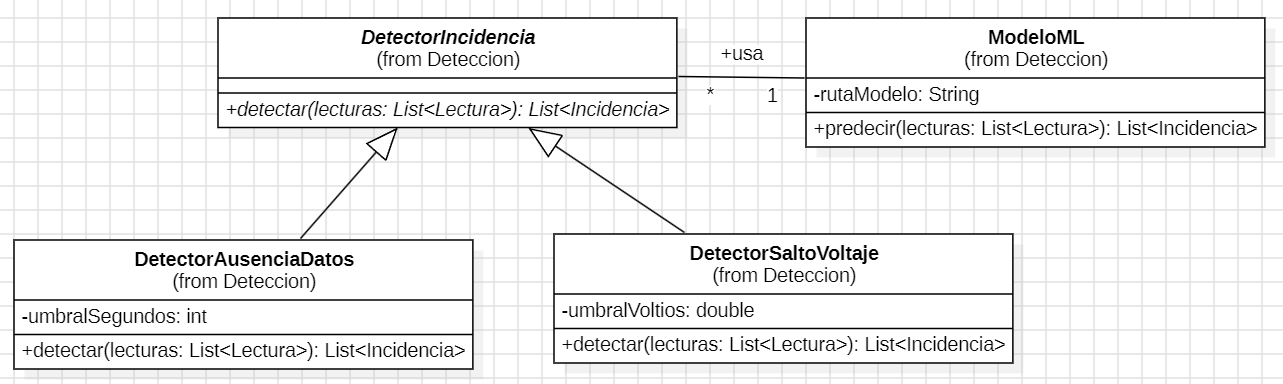 DetectorIncidencia
(from Deteccion)
+detectar(lecturas: List<Lectura>): List<Incidencia>
+usa
*
1
ModeloML
(from Deteccion)
-rutaModelo: String
+predecir(lecturas: List<Lectura>): List<Incidencia>
DetectorAusenciaDatos
(from Deteccion)
-umbralSegundos: int
+detectar(lecturas: List<Lectura>): List<Incidencia>
DetectorSaltoVoltaje
(from Deteccion)
-umbralVoltios: double
+detectar(lecturas: List<Lectura>): List<Incidencia>